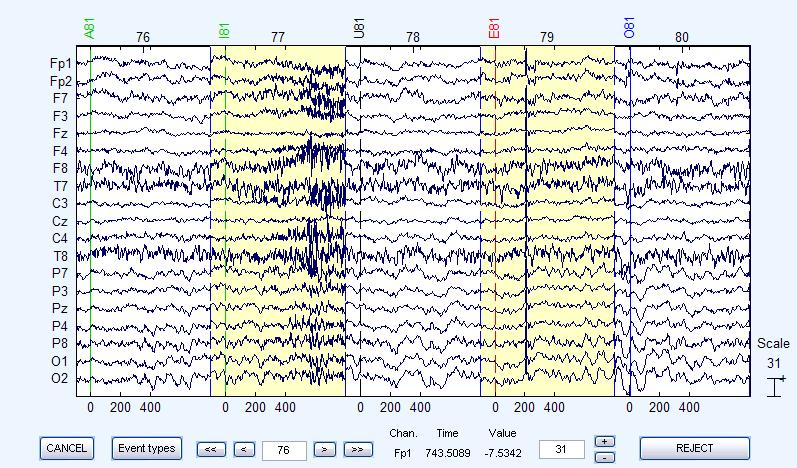 A81 I81 U81 E81 O81
76 77 78 79 80
Fp1
Fp2
F7
F3
Fz
F4
F8
T7
C3
Cz
C4
T8
P7
P3
Pz
P4
P8
O1
O2
Scale
31
+
0 200 400 0 200 400 0 200 400 0 200 400 0 200 400
Chan. Time Value
CANCEL Event types << < 76 > >> Fp1 743.5089 -7.5342 31 + - REJECT